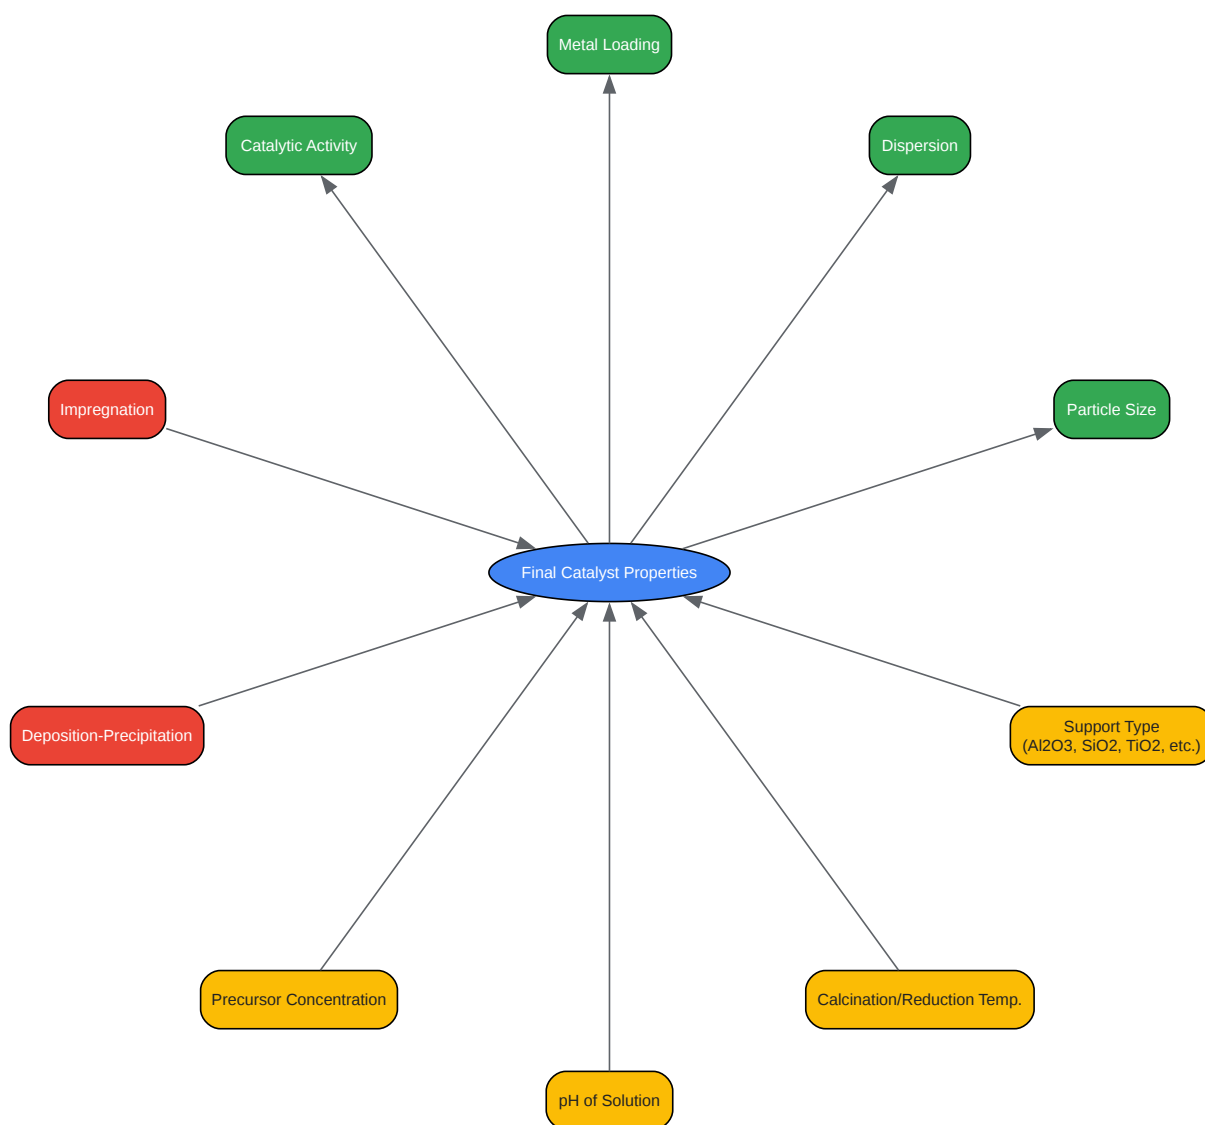 Metal Loading
Catalytic Activity
Dispersion
Impregnation
Particle Size
Final Catalyst Properties
Deposition-Precipitation
Support Type
(Al2O3, SiO2, TiO2, etc.)
Precursor Concentration
Calcination/Reduction Temp.
pH of Solution